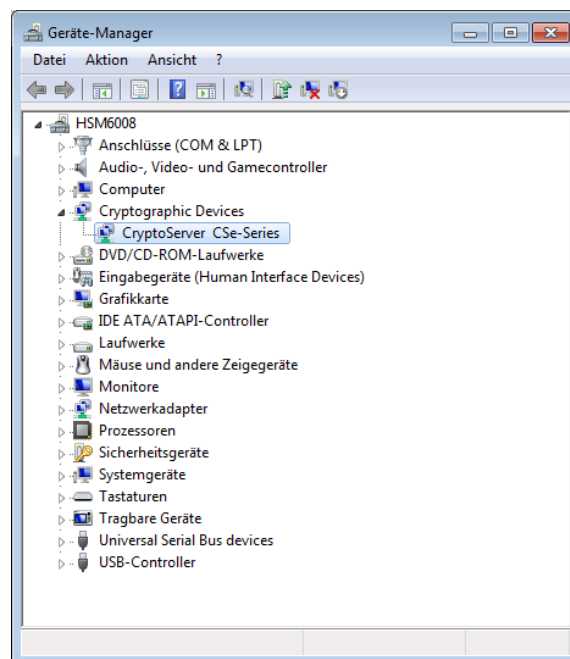 Geräte-Manager
Datei Aktion Ansicht ?
HSM6008
Anschlüsse (COM & LPT)
Audio-, Video- und Gamecontroller
Computer
Cryptographic Devices
CryptoServer CSe-Series
DVD/CD-ROM-Laufwerke
Eingabegeräte (Human Interface Devices)
Grafikkarte
IDE ATA/ATAPI-Controller
Laufwerke
Mäuse und andere Zeigegeräte
Monitore
Netzwerkadapter
Prozessoren
Sicherheitsgeräte
Systemgeräte
Tastaturen
Tragbare Geräte
Universal Serial Bus devices
USB-Controller